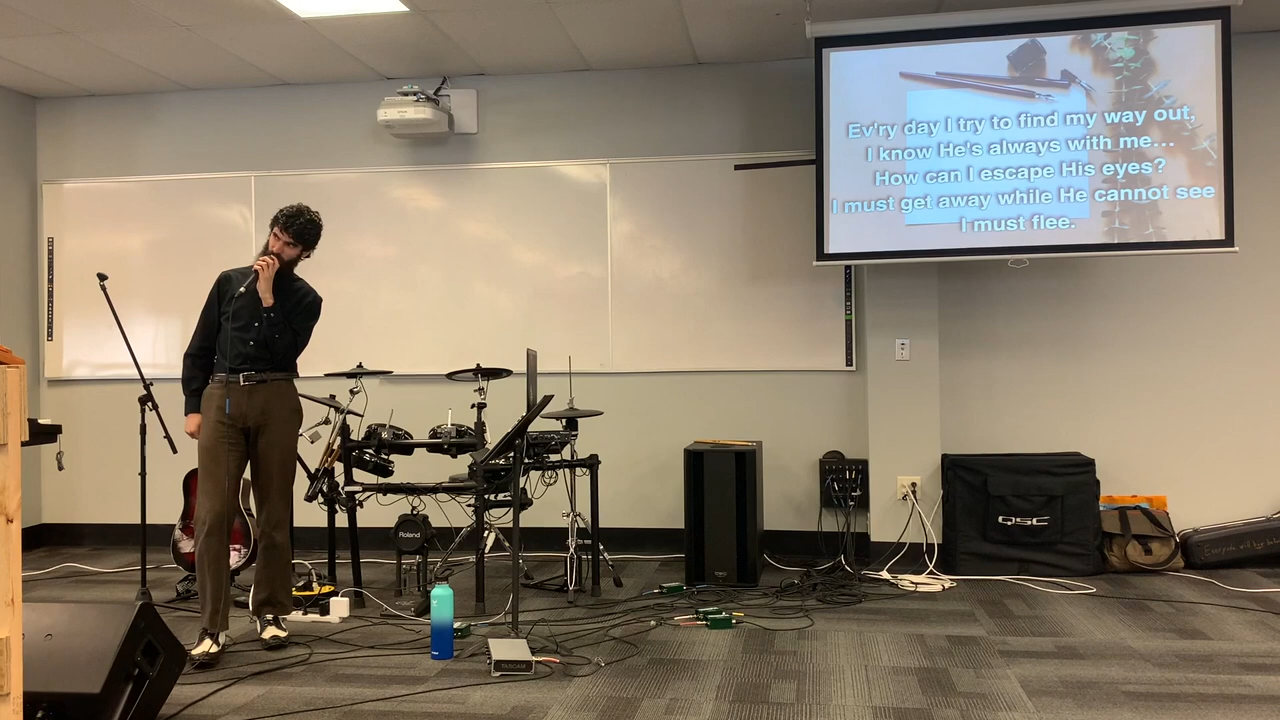 Ev'ry day I try to find my way out,
I know He's always with me...
How can I escape His eyes?
I must get away while He cannot see
I must flee.
Roland
QSC
TASCAM